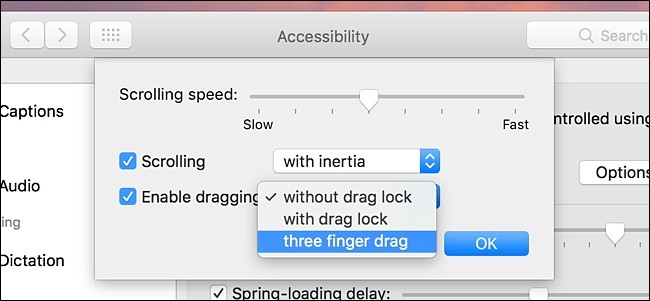 Accessibility
Search
Scrolling speed:
Slow
Fast
Captions
ntrolled using
Scrolling
with inertia
Options
Audio
Enable dragging
✓ without drag lock
ing
with drag lock
three finger drag
OK
Dictation
Spring-loading delay: